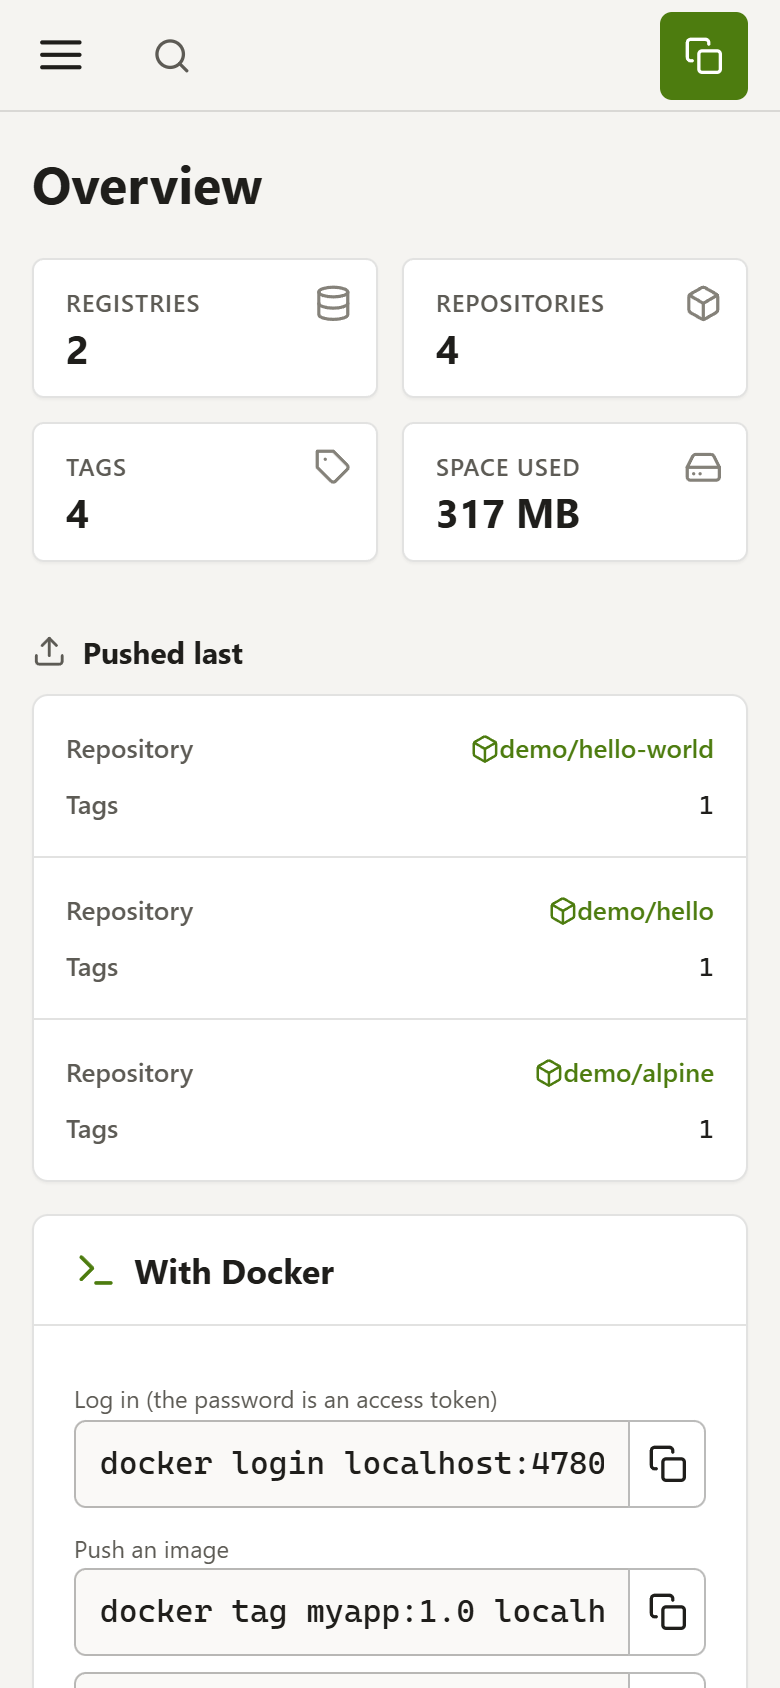 Overview
REGISTRIES
2
REPOSITORIES
4
TAGS
4
SPACE USED
317 MB
Pushed last
Repository demo/hello-world
Tags 1
Repository demo/hello
Tags 1
Repository demo/alpine
Tags 1
With Docker
Log in (the password is an access token)
docker login localhost:4780
Push an image
docker tag myapp:1.0 localh